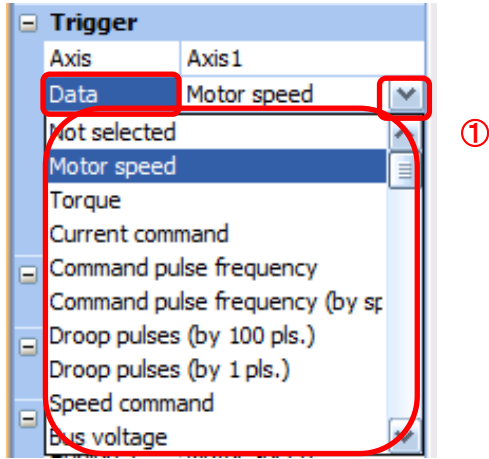 Trigger
Axis Axis1
Data Motor speed
①
Not selected
Motor speed
Torque
Current command
Command pulse frequency
Command pulse frequency (by sp
Droop pulses (by 100 pls.)
Droop pulses (by 1 pls.)
Speed command
Bus voltage